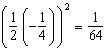 (1/2 (-1/4))² = 1/64